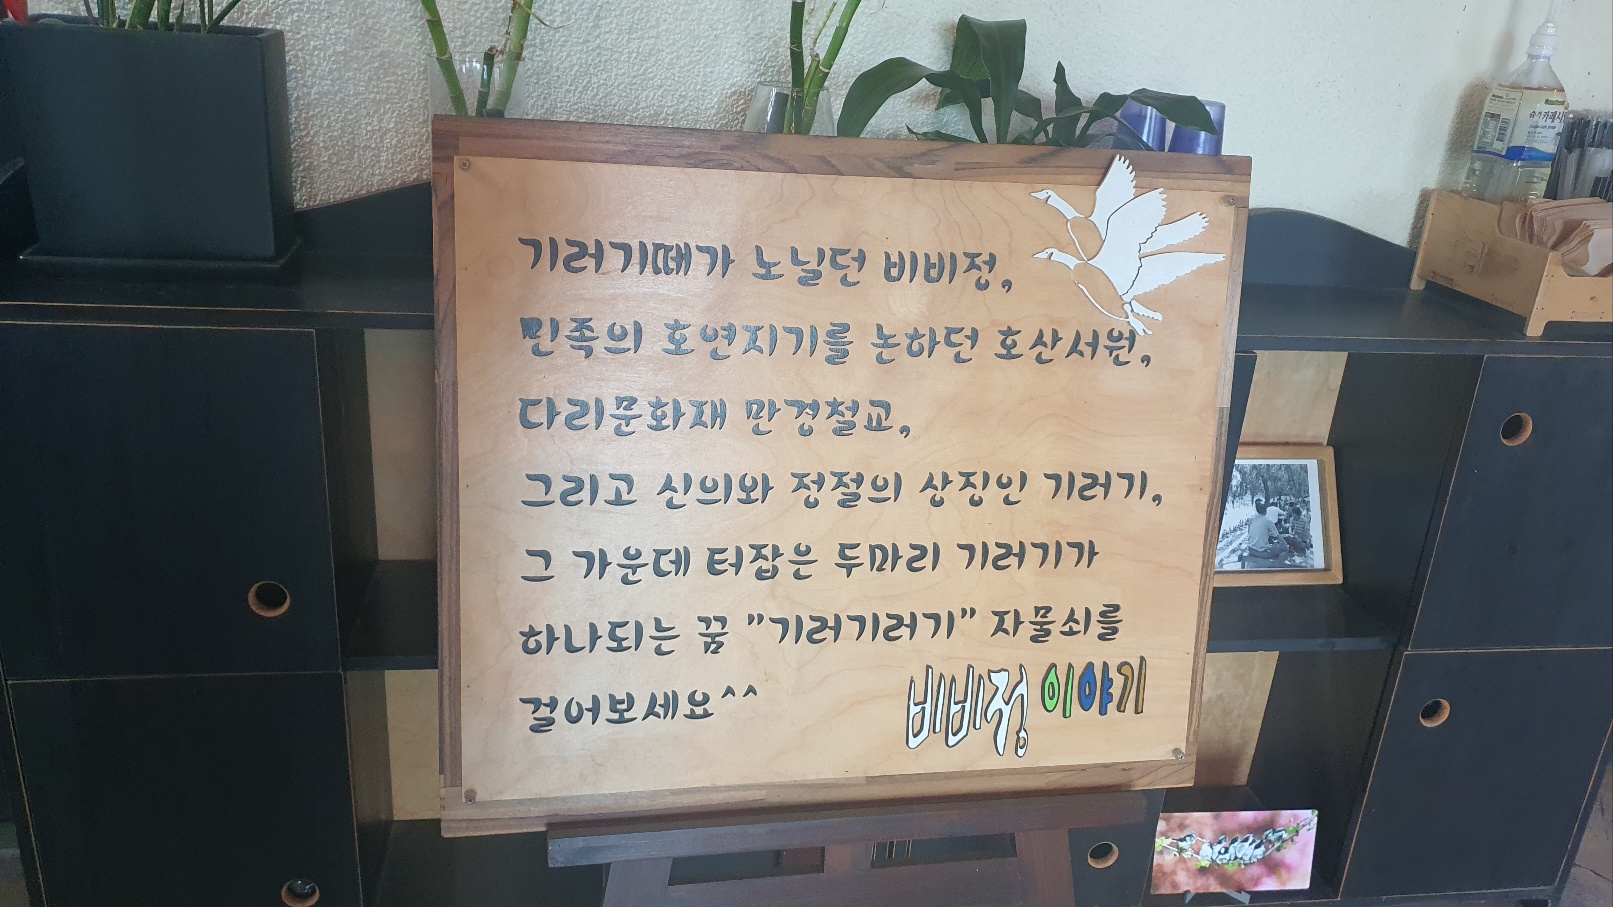 기러기떼가 노닐던 비비정,
민족의 호연지기를 논하던 호산서원,
다리문화재 만경철교,
그리고 신의와 정절의 상징인 기러기,
그 가운데 터잡은 두마리 기러기가
하나되는 꿈 "기러기러기" 자물쇠를
걸어보세요^^
비비정 이야기